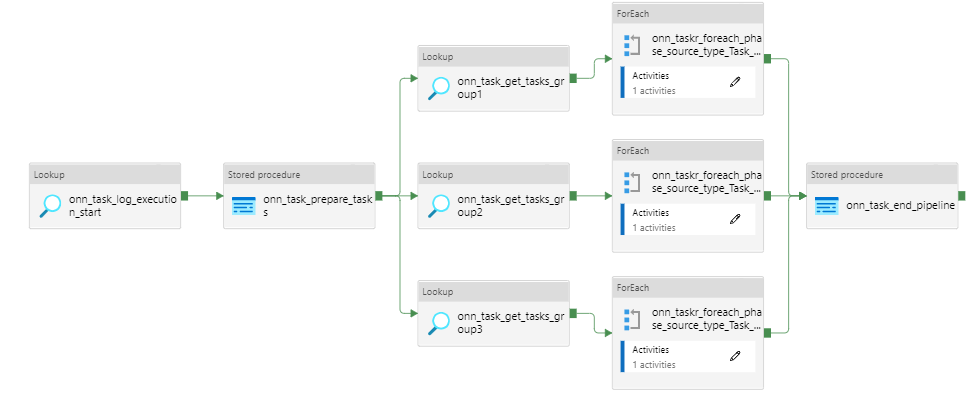 Lookup
onn_task_log_executio
n_start
Stored procedure
onn_task_prepare_task
s
Lookup
onn_task_get_tasks_gr
oup1
ForEach
onn_taskr_foreach_pha
se_source_type_Task_...
Activities
1 activities
Lookup
onn_task_get_tasks_gr
oup2
ForEach
onn_taskr_foreach_pha
se_source_type_Task_...
Activities
1 activities
Lookup
onn_task_get_tasks_gr
oup3
ForEach
onn_taskr_foreach_pha
se_source_type_Task_...
Activities
1 activities
Stored procedure
onn_task_end_pipeline